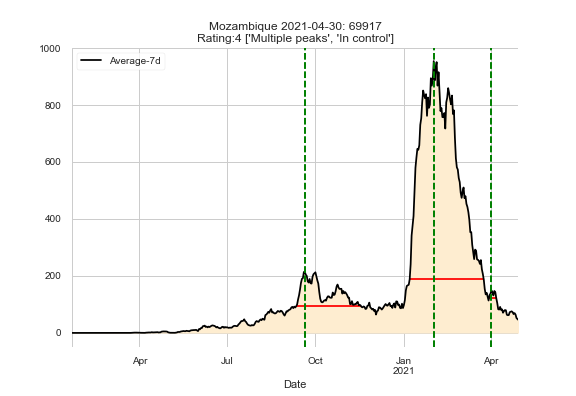 Mozambique 2021-04-30: 69917
Rating:4 ['Multiple peaks', 'In control']
Average-7d
1000
800
600
400
200
0
Apr
Jul
Oct
Jan
2021
Apr
Date